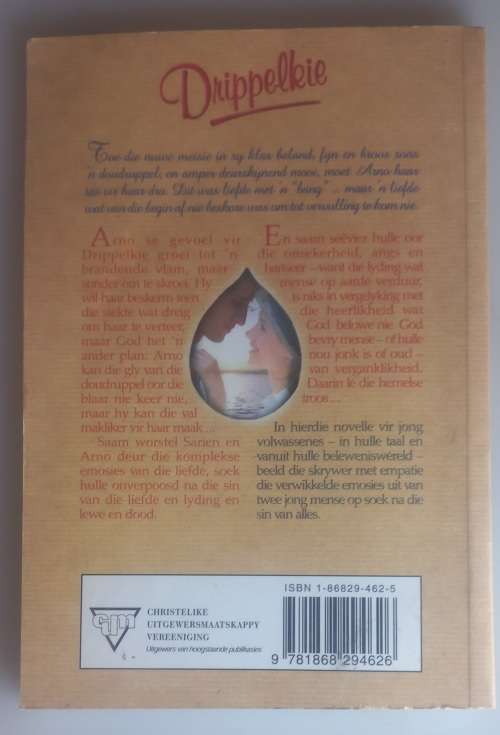 Drippelkie
Toe die nuwe meisie in sy klas beland, fyn en broos soos
'n doudruppel, en amper deurskynend mooi, moet Arno haar
tas vir haar dra. Dit was liefde met 'n "bang" ... maar 'n liefde
wat van die begin af nie beskore was om tot vervulling te kom nie.
Arno se gevoel vir
Drippelkie groei tot 'n
brandende vlam, maar
sonder om te skroei. Hy
wil haar beskerm teen
die siekte wat dreig
om haar te verteer,
maar God het 'n
ander plan: Arno
kan die gly van die
doudruppel oor die
blaar nie keer nie,
maar hy kan die val
makliker vir haar maak ...
Saam worstel Sarien en
Arno deur die komplekse
emosies van die liefde, soek
hulle onverpoosd na die sin
van die liefde en lyding en
lewe en dood.
En saam seëvier hulle oor
die onsekerheid, angs en
hartseer – want die lyding wat
mense op aarde verduur,
is niks in vergelyking met
die heerlikheid wat
God belowe nie. God
bevry mense – of hulle
nou jonk is of oud –
van verganklikheid.
Daarin lê die hemelse
troos ...
In hierdie novelle vir jong
volwassenes – in hulle taal en
vanuit hulle beleweniswêreld –
beeld die skrywer met empatie
die verwikkelde emosies uit van
twee jong mense op soek na die
sin van alles.
CHRISTELIKE
UITGEWERSMAATSKAPPY
VEREENIGING
Uitgewers van hoogstaande publikasies
ISBN 1-86829-462-5
9 781868 294626